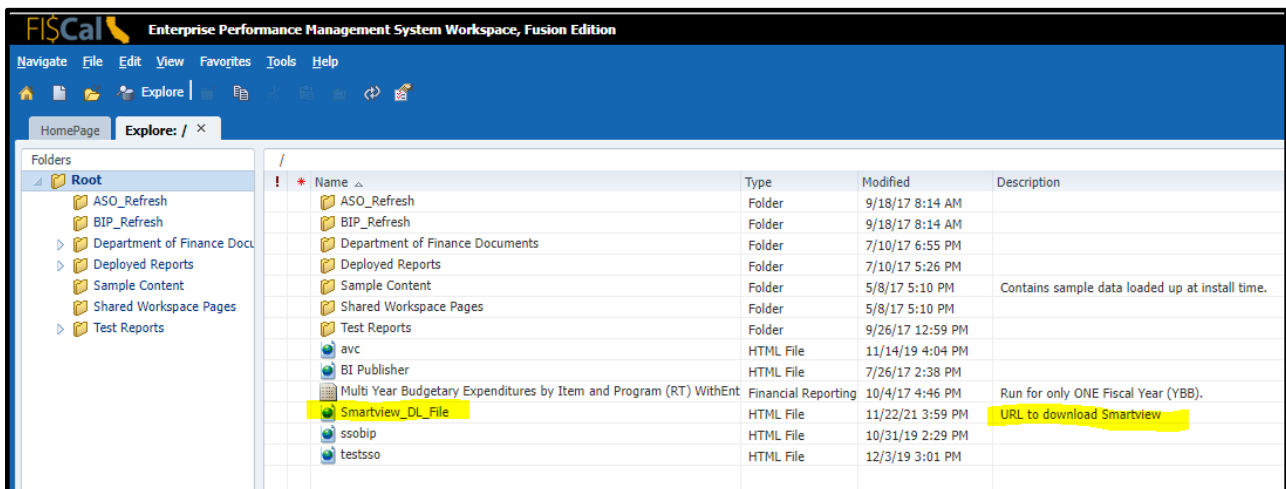 FI$Cal Enterprise Performance Management System Workspace, Fusion Edition
Navigate File Edit View Favorites Tools Help
Explore
HomePage Explore: / ×
Folders /
Root ! * Name Type Modified Description
ASO_Refresh ASO_Refresh Folder 9/18/17 8:14 AM
BIP_Refresh BIP_Refresh Folder 9/18/17 8:14 AM
Department of Finance Docu Department of Finance Documents Folder 7/10/17 6:55 PM
Deployed Reports Deployed Reports Folder 7/10/17 5:26 PM
Sample Content Sample Content Folder 5/8/17 5:10 PM Contains sample data loaded up at install time.
Shared Workspace Pages Shared Workspace Pages Folder 5/8/17 5:10 PM
Test Reports Test Reports Folder 9/26/17 12:59 PM
avc HTML File 11/14/19 4:04 PM
BI Publisher HTML File 7/26/17 2:38 PM
Multi Year Budgetary Expenditures by Item and Program (RT) WithEnt Financial Reporting 10/4/17 4:46 PM Run for only ONE Fiscal Year (YBB).
Smartview_DL_File HTML File 11/22/21 3:59 PM URL to download Smartview
ssobip HTML File 10/31/19 2:29 PM
testsso HTML File 12/3/19 3:01 PM